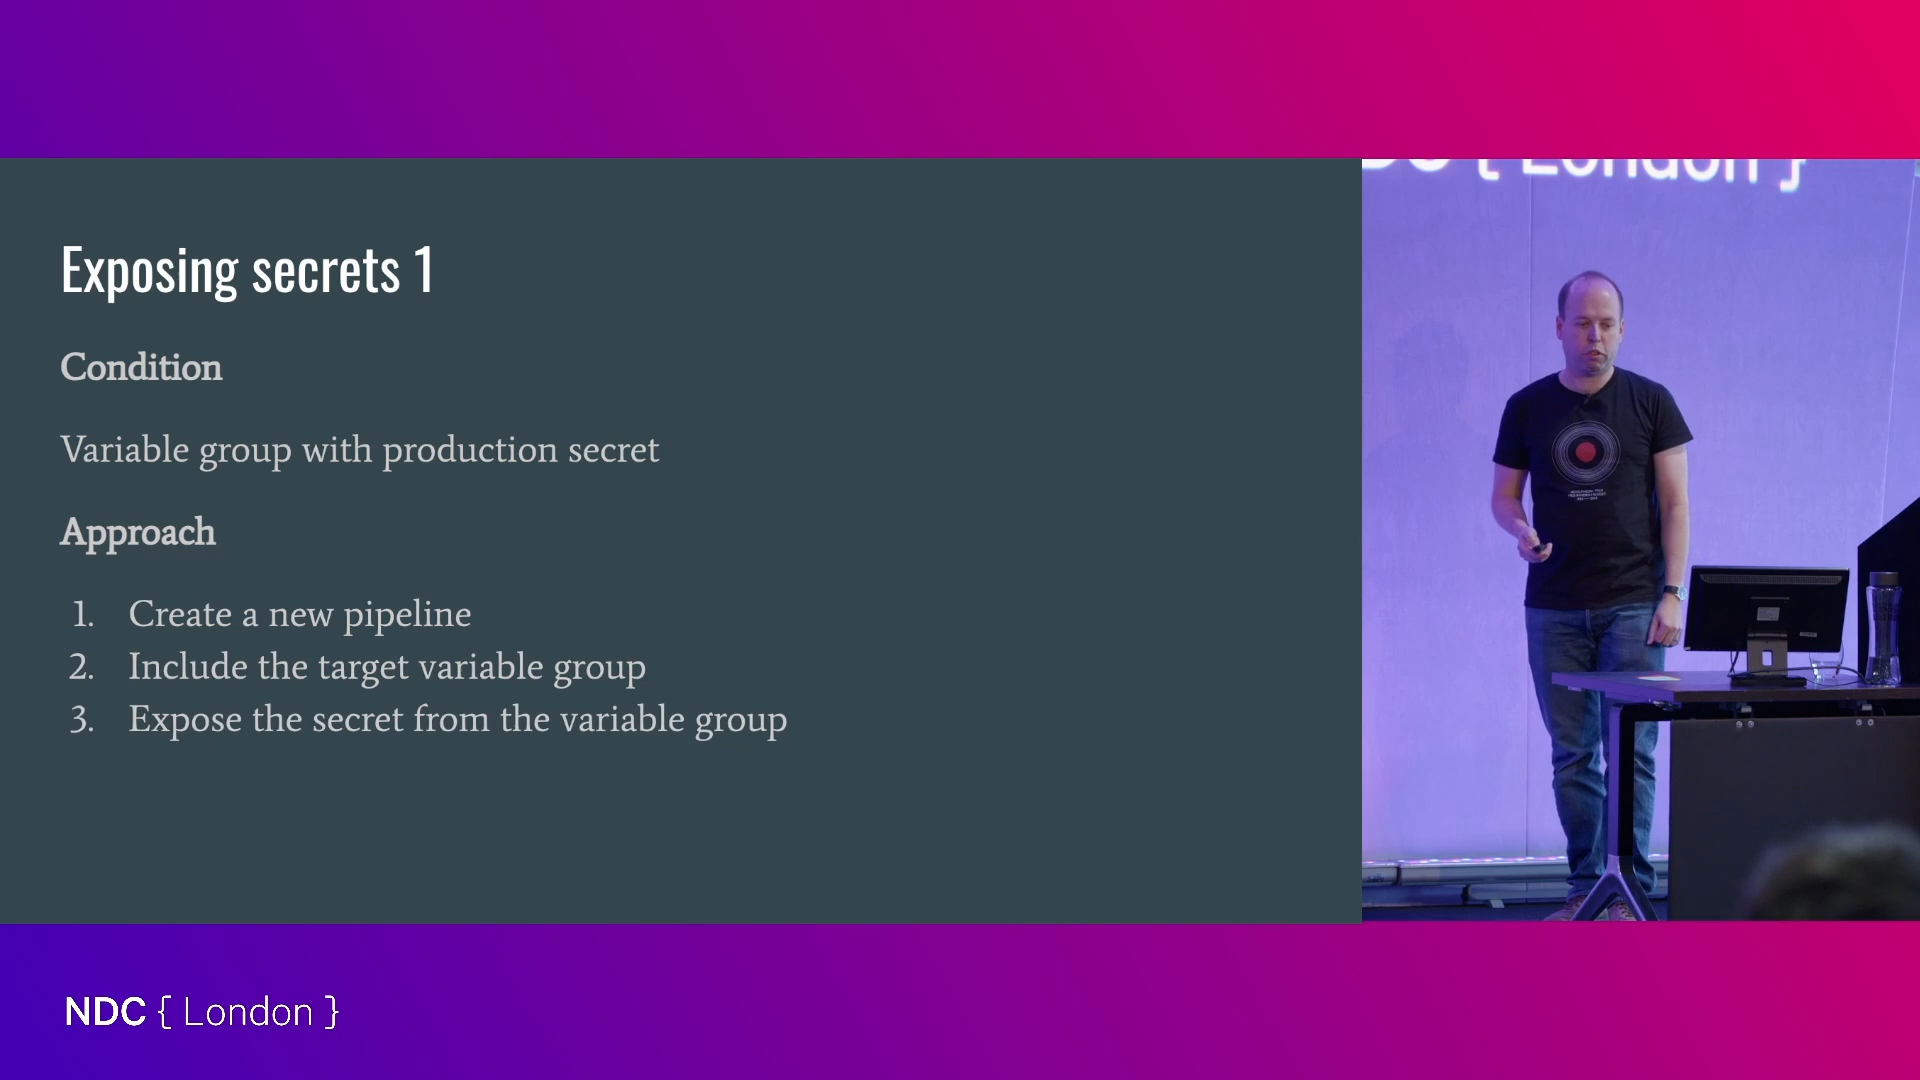 Exposing secrets 1
Condition
Variable group with production secret
Approach
1. Create a new pipeline
2. Include the target variable group
3. Expose the secret from the variable group
{ London }
NDC { London }